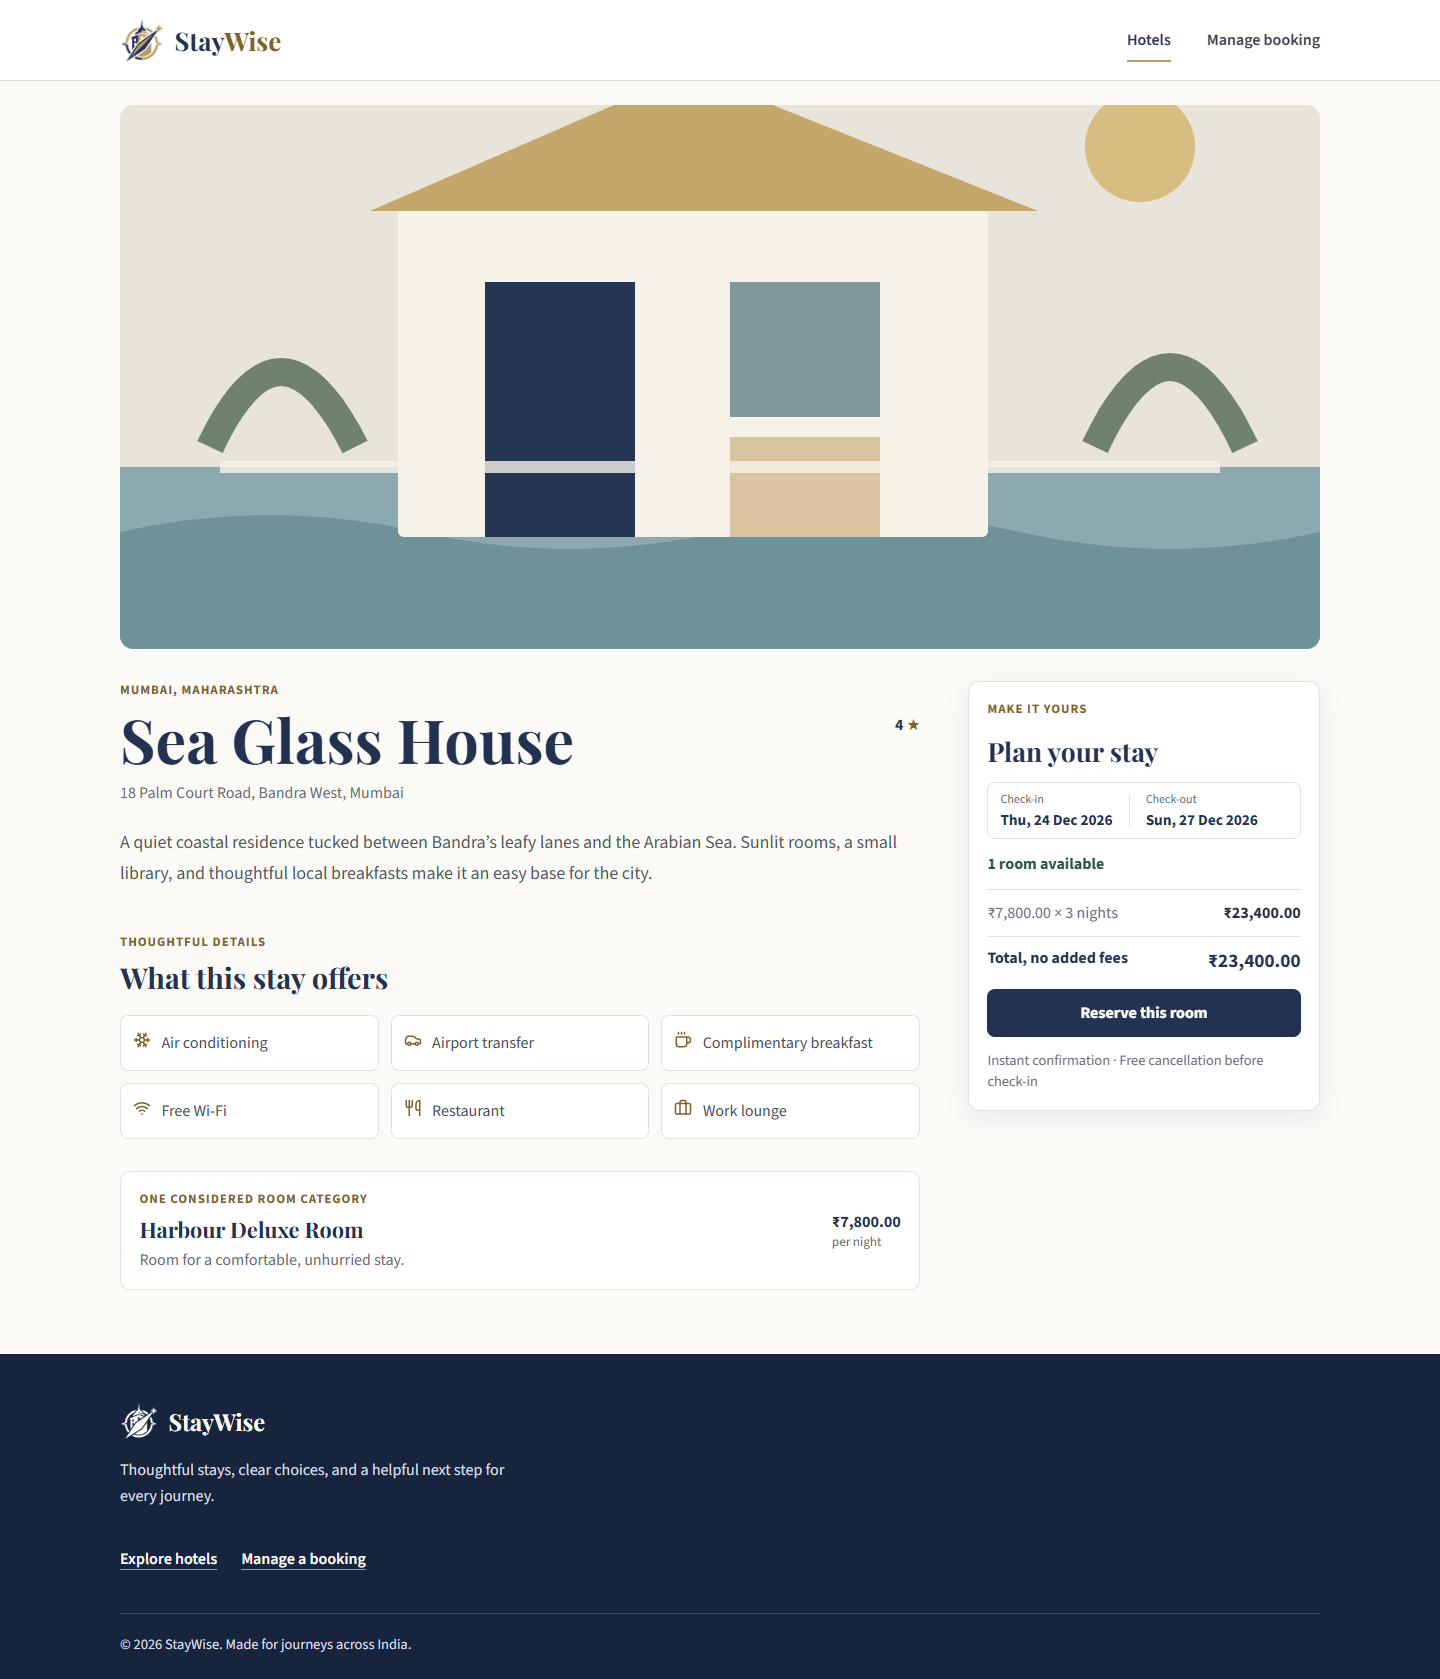 StayWise
Hotels
Manage booking
MUMBAI, MAHARASHTRA
Sea Glass House
4 ★
18 Palm Court Road, Bandra West, Mumbai
A quiet coastal residence tucked between Bandra’s leafy lanes and the Arabian Sea. Sunlit rooms, a small
library, and thoughtful local breakfasts make it an easy base for the city.
THOUGHTFUL DETAILS
What this stay offers
Air conditioning
Airport transfer
Complimentary breakfast
Free Wi-Fi
Restaurant
Work lounge
ONE CONSIDERED ROOM CATEGORY
Harbour Deluxe Room
Room for a comfortable, unhurried stay.
₹7,800.00
per night
MAKE IT YOURS
Plan your stay
Check-in
Thu, 24 Dec 2026
Check-out
Sun, 27 Dec 2026
1 room available
₹7,800.00 × 3 nights
₹23,400.00
Total, no added fees
₹23,400.00
Reserve this room
Instant confirmation · Free cancellation before
check-in
StayWise
Thoughtful stays, clear choices, and a helpful next step for
every journey.
Explore hotels
Manage a booking
© 2026 StayWise. Made for journeys across India.